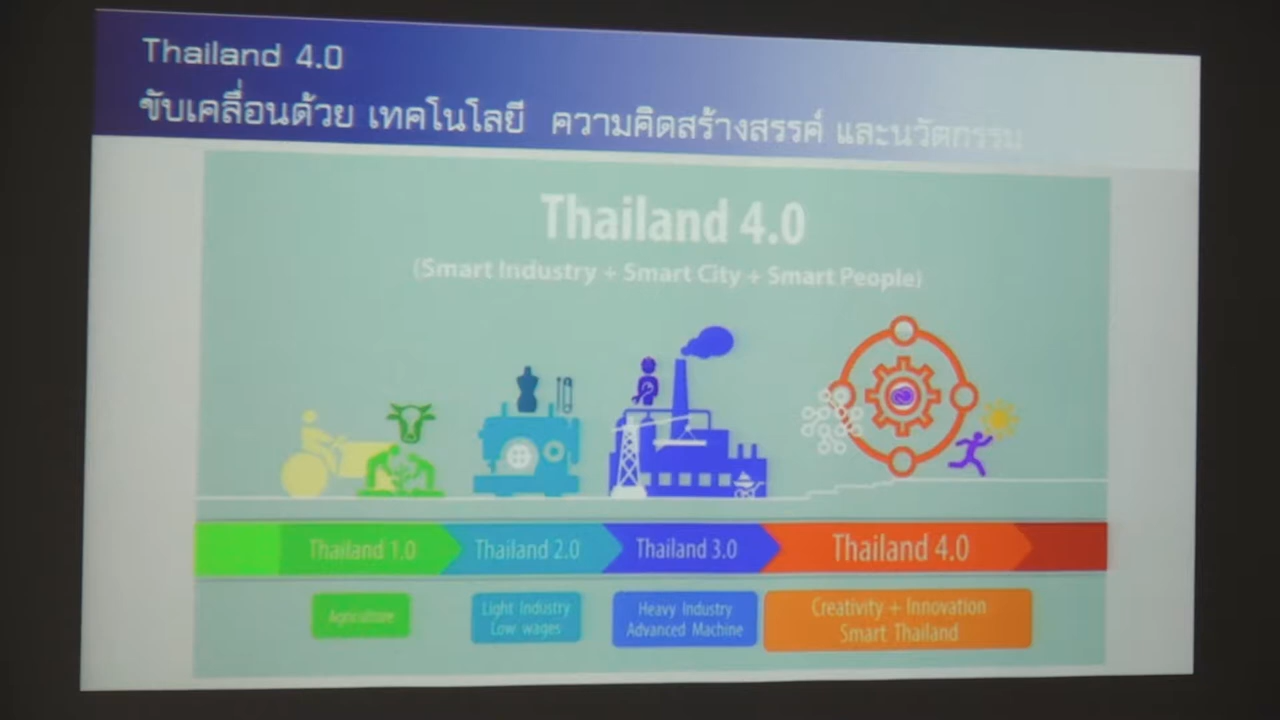 Thailand 4.0
ขับเคลื่อนด้วย เทคโนโลยี ความคิดสร้างสรรค์ และนวัตกรรม
Thailand 4.0
(Smart Industry + Smart City + Smart People)
Thailand 1.0
Thailand 2.0
Thailand 3.0
Thailand 4.0
Agriculture
Light Industry
Low wages
Heavy Industry
Advanced Machine
Creativity + Innovation
Smart Thailand